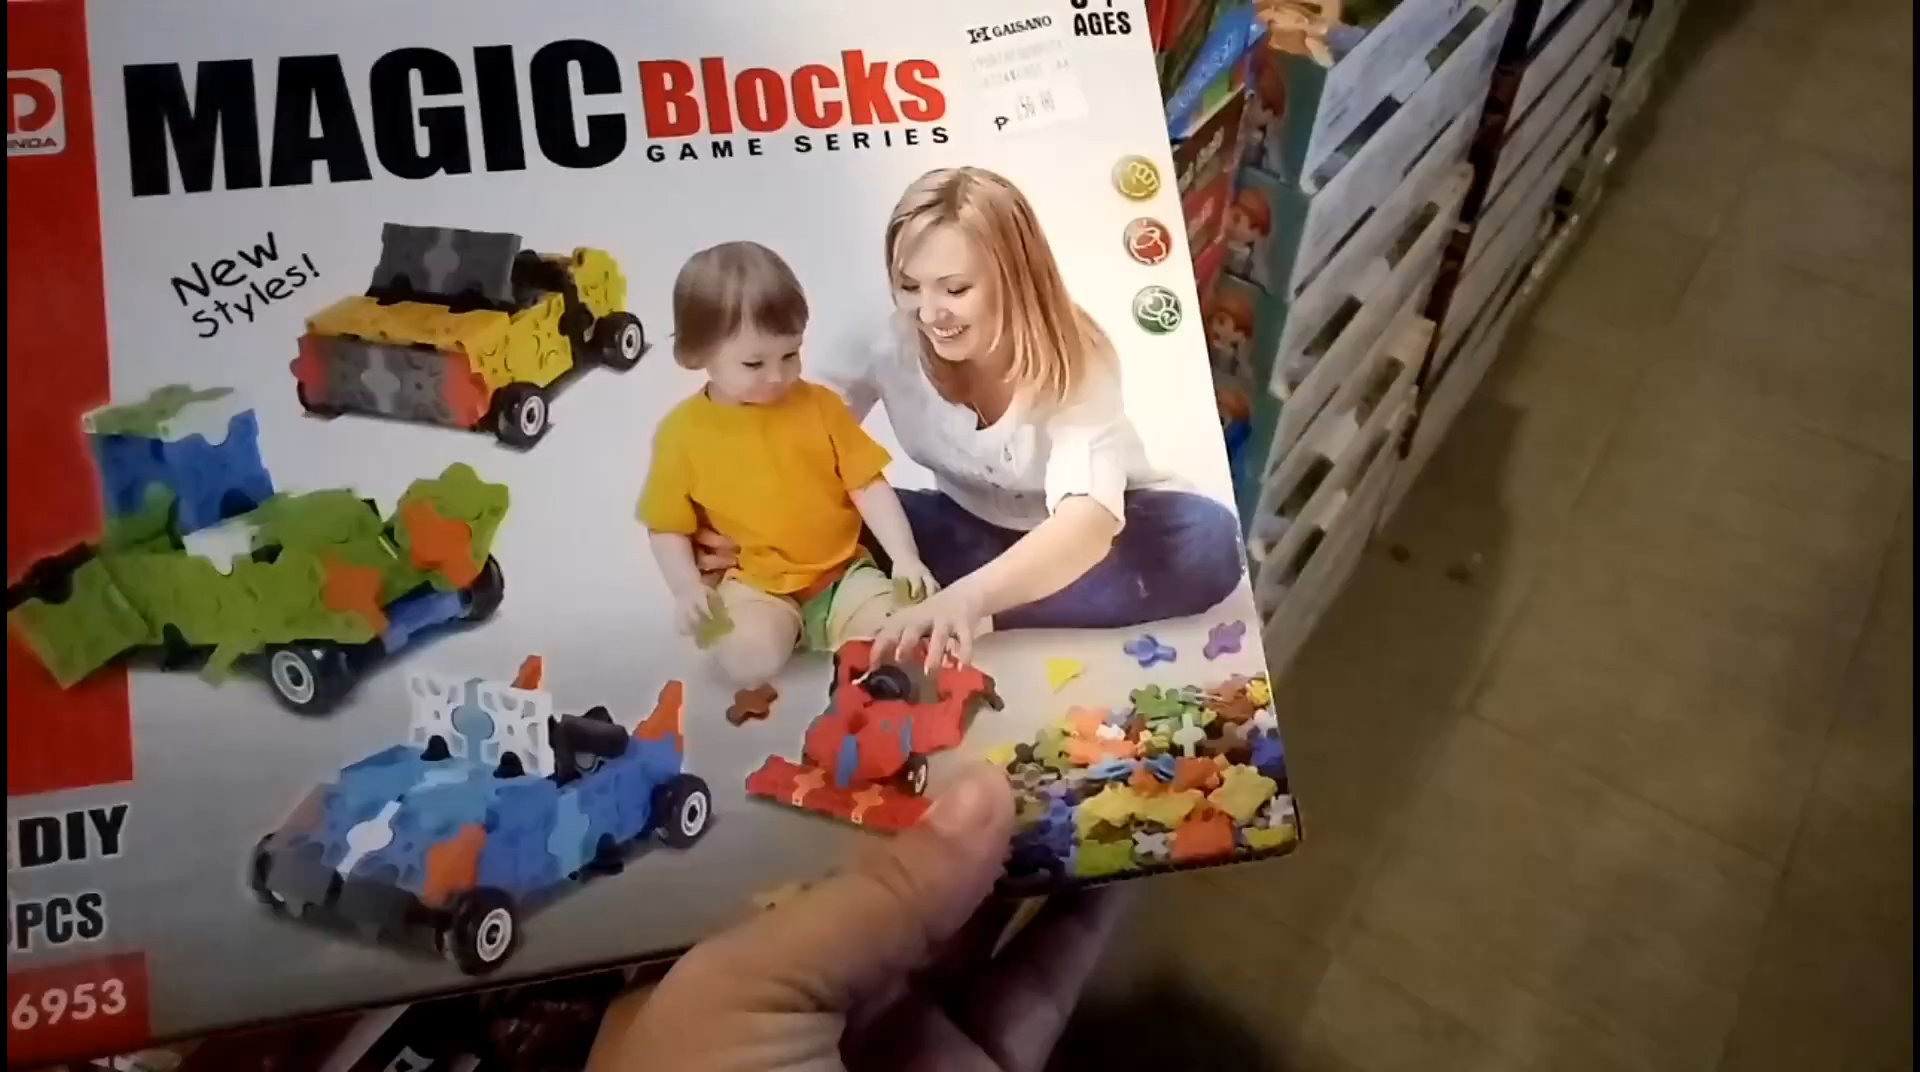 GAISANO
AGES
MAGIC Blocks
GAME SERIES
P
New
Styles!
DIY
PCS
6953